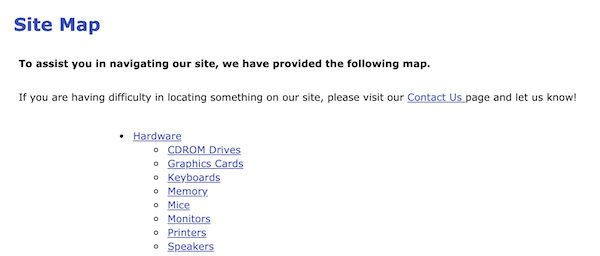 Site Map
To assist you in navigating our site, we have provided the following map.
If you are having difficulty in locating something on our site, please visit our Contact Us page and let us know!
Hardware
CDROM Drives
Graphics Cards
Keyboards
Memory
Mice
Monitors
Printers
Speakers